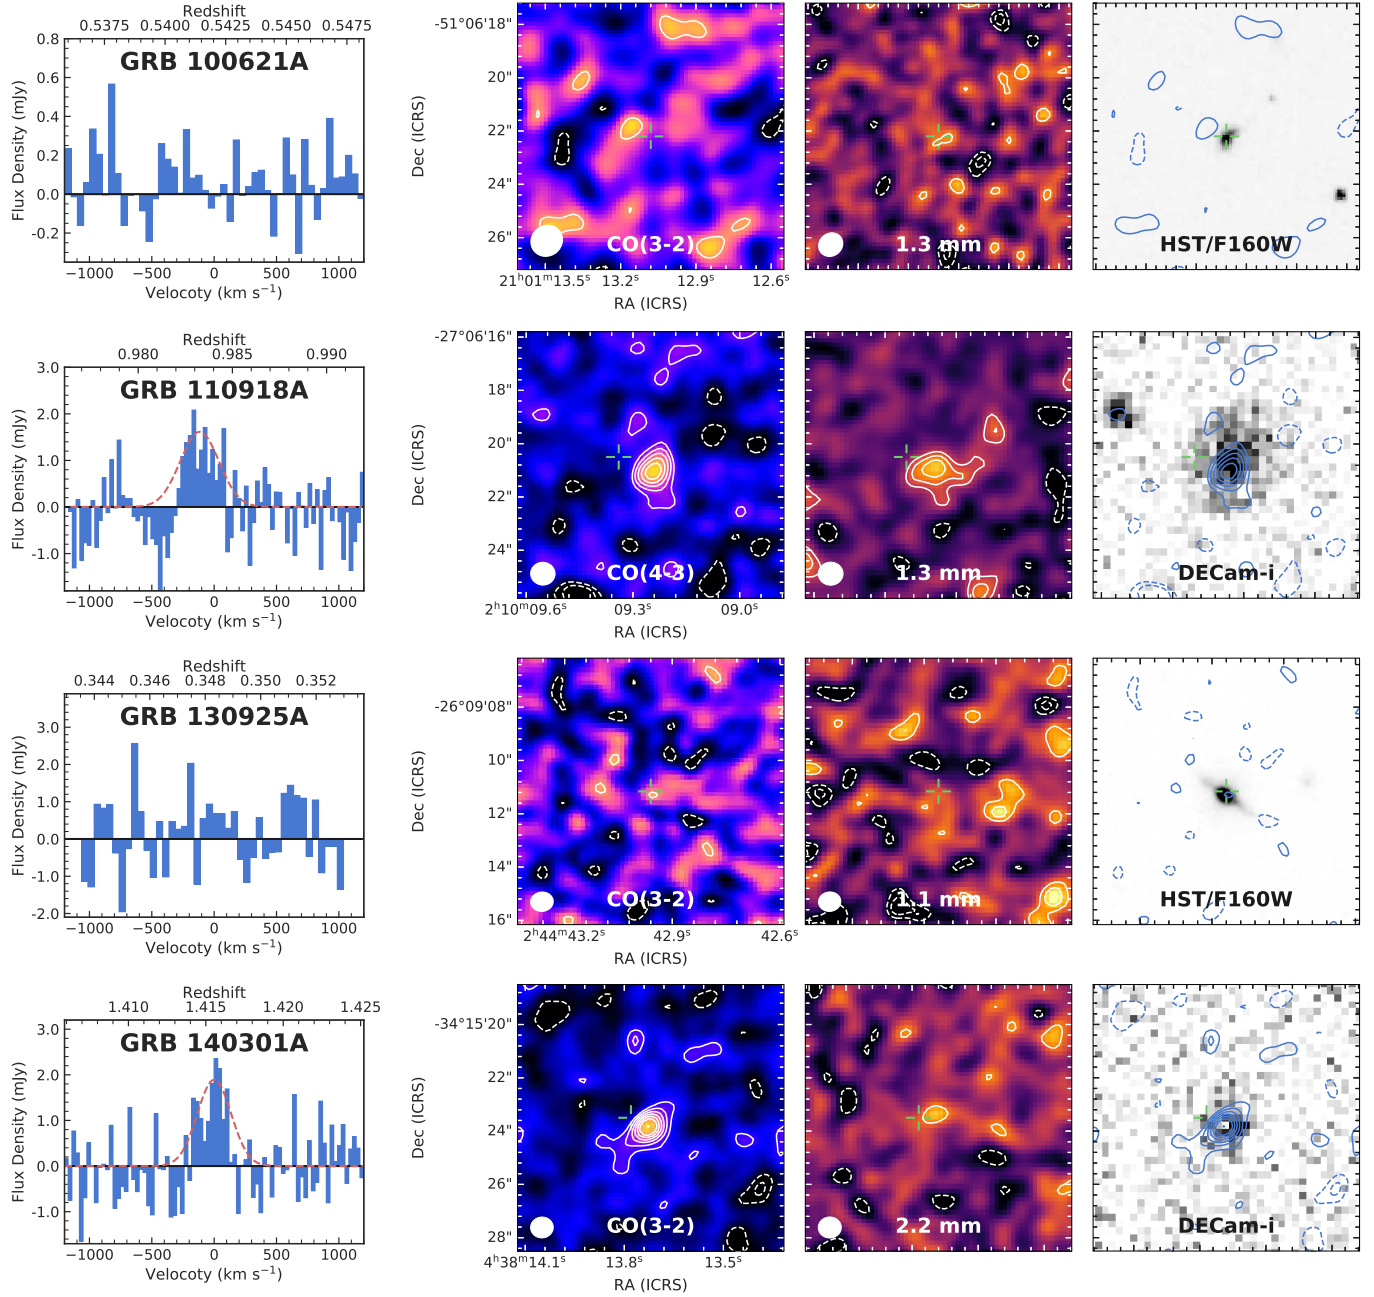 Redshift
0.5375 0.5400 0.5425 0.5450 0.5475
GRB 100621A
0.8
0.6
0.4
0.2
0.0
−0.2
Flux Density (mJy)
−1000 −500 0 500 1000
Velocoty (km s⁻¹)
-51°06'18"
20"
22"
24"
26"
Dec (ICRS)
CO(3-2)
21ʰ01ᵐ13.5ˢ 13.2ˢ 12.9ˢ 12.6ˢ
RA (ICRS)
1.3 mm
HST/F160W
Redshift
0.980 0.985 0.990
GRB 110918A
3.0
2.0
1.0
0.0
-1.0
Flux Density (mJy)
−1000 −500 0 500 1000
Velocoty (km s⁻¹)
-27°06'16"
18"
20"
22"
24"
Dec (ICRS)
CO(4-3)
2ʰ10ᵐ09.6ˢ 09.3ˢ 09.0ˢ
RA (ICRS)
1.3 mm
DECam-i
Redshift
0.344 0.346 0.348 0.350 0.352
GRB 130925A
3.0
2.0
1.0
0.0
-1.0
-2.0
Flux Density (mJy)
−1000 −500 0 500 1000
Velocoty (km s⁻¹)
-26°09'08"
10"
12"
14"
16"
Dec (ICRS)
CO(3-2)
2ʰ44ᵐ43.2ˢ 42.9ˢ 42.6ˢ
RA (ICRS)
1.1 mm
HST/F160W
Redshift
1.410 1.415 1.420 1.425
GRB 140301A
3.0
2.0
1.0
0.0
-1.0
Flux Density (mJy)
−1000 −500 0 500 1000
Velocoty (km s⁻¹)
-34°15'20"
22"
24"
26"
28"
Dec (ICRS)
CO(3-2)
4ʰ38ᵐ14.1ˢ 13.8ˢ 13.5ˢ
RA (ICRS)
2.2 mm
DECam-i